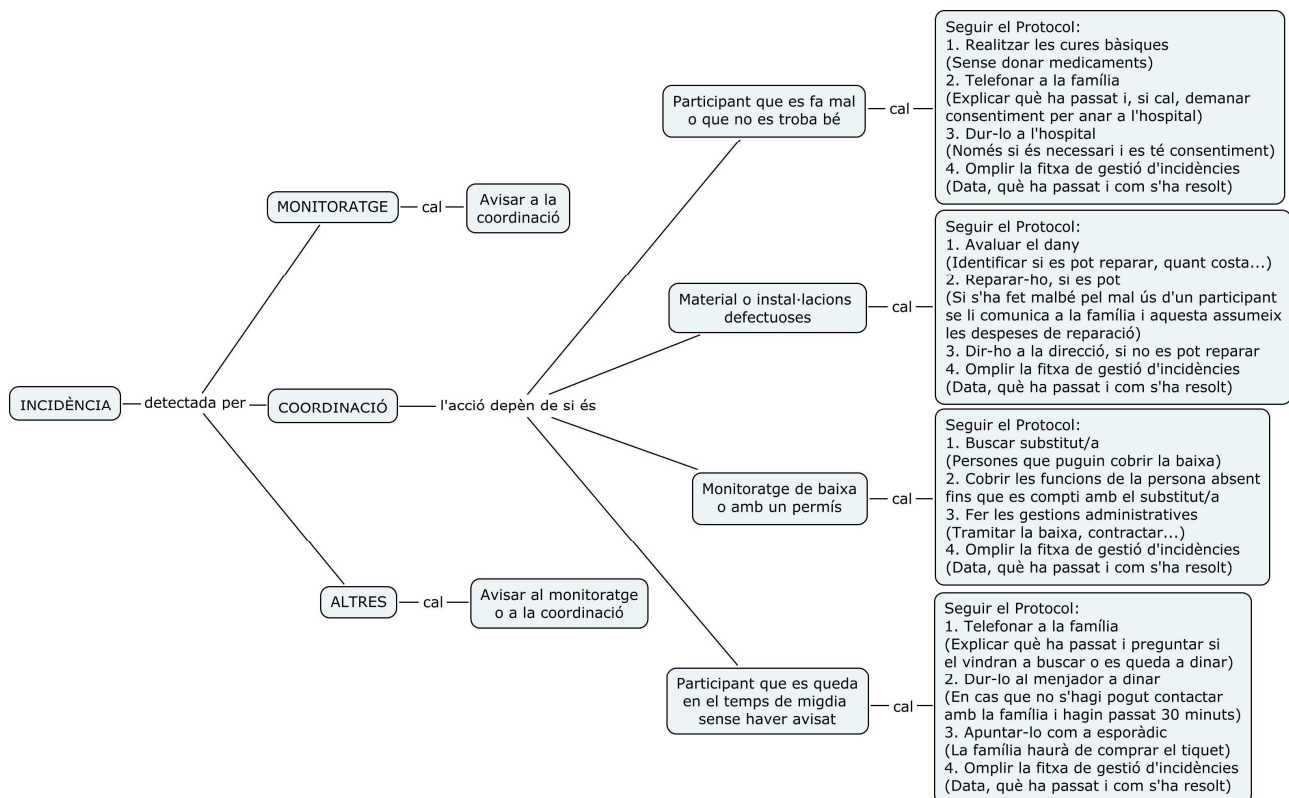 INCIDÈNCIA
detectada per
MONITORATGE
cal
Avisar a la
coordinació
COORDINACIÓ
l'acció depèn de si és
ALTRES
cal
Avisar al monitoratge
o a la coordinació
Participant que es fa mal
o que no es troba bé
cal
Seguir el Protocol:
1. Realitzar les cures bàsiques
(Sense donar medicaments)
2. Telefonar a la família
(Explicar què ha passat i, si cal, demanar
consentiment per anar a l'hospital)
3. Dur-lo a l'hospital
(Només si és necessari i es té consentiment)
4. Omplir la fitxa de gestió d'incidències
(Data, què ha passat i com s'ha resolt)
Material o instal·lacions
defectuoses
cal
Seguir el Protocol:
1. Avaluar el dany
(Identificar si es pot reparar, quant costa...)
2. Reparar-ho, si es pot
(Si s'ha fet malbé pel mal ús d'un participant
se li comunica a la família i aquesta assumeix
les despeses de reparació)
3. Dir-ho a la direcció, si no es pot reparar
4. Omplir la fitxa de gestió d'incidències
(Data, què ha passat i com s'ha resolt)
Monitoratge de baixa
o amb un permís
cal
Seguir el Protocol:
1. Buscar substitut/a
(Persones que puguin cobrir la baixa)
2. Cobrir les funcions de la persona absent
fins que es compti amb el substitut/a
3. Fer les gestions administratives
(Tramitar la baixa, contractar...)
4. Omplir la fitxa de gestió d'incidències
(Data, què ha passat i com s'ha resolt)
Participant que es queda
en el temps de migdia
sense haver avisat
cal
Seguir el Protocol:
1. Telefonar a la família
(Explicar què ha passat i preguntar si
el vindran a buscar o es queda a dinar)
2. Dur-lo al menjador a dinar
(En cas que no s'hagi pogut contactar
amb la família i hagin passat 30 minuts)
3. Apuntar-lo com a esporàdic
(La família haurà de comprar el tiquet)
4. Omplir la fitxa de gestió d'incidències
(Data, què ha passat i com s'ha resolt)